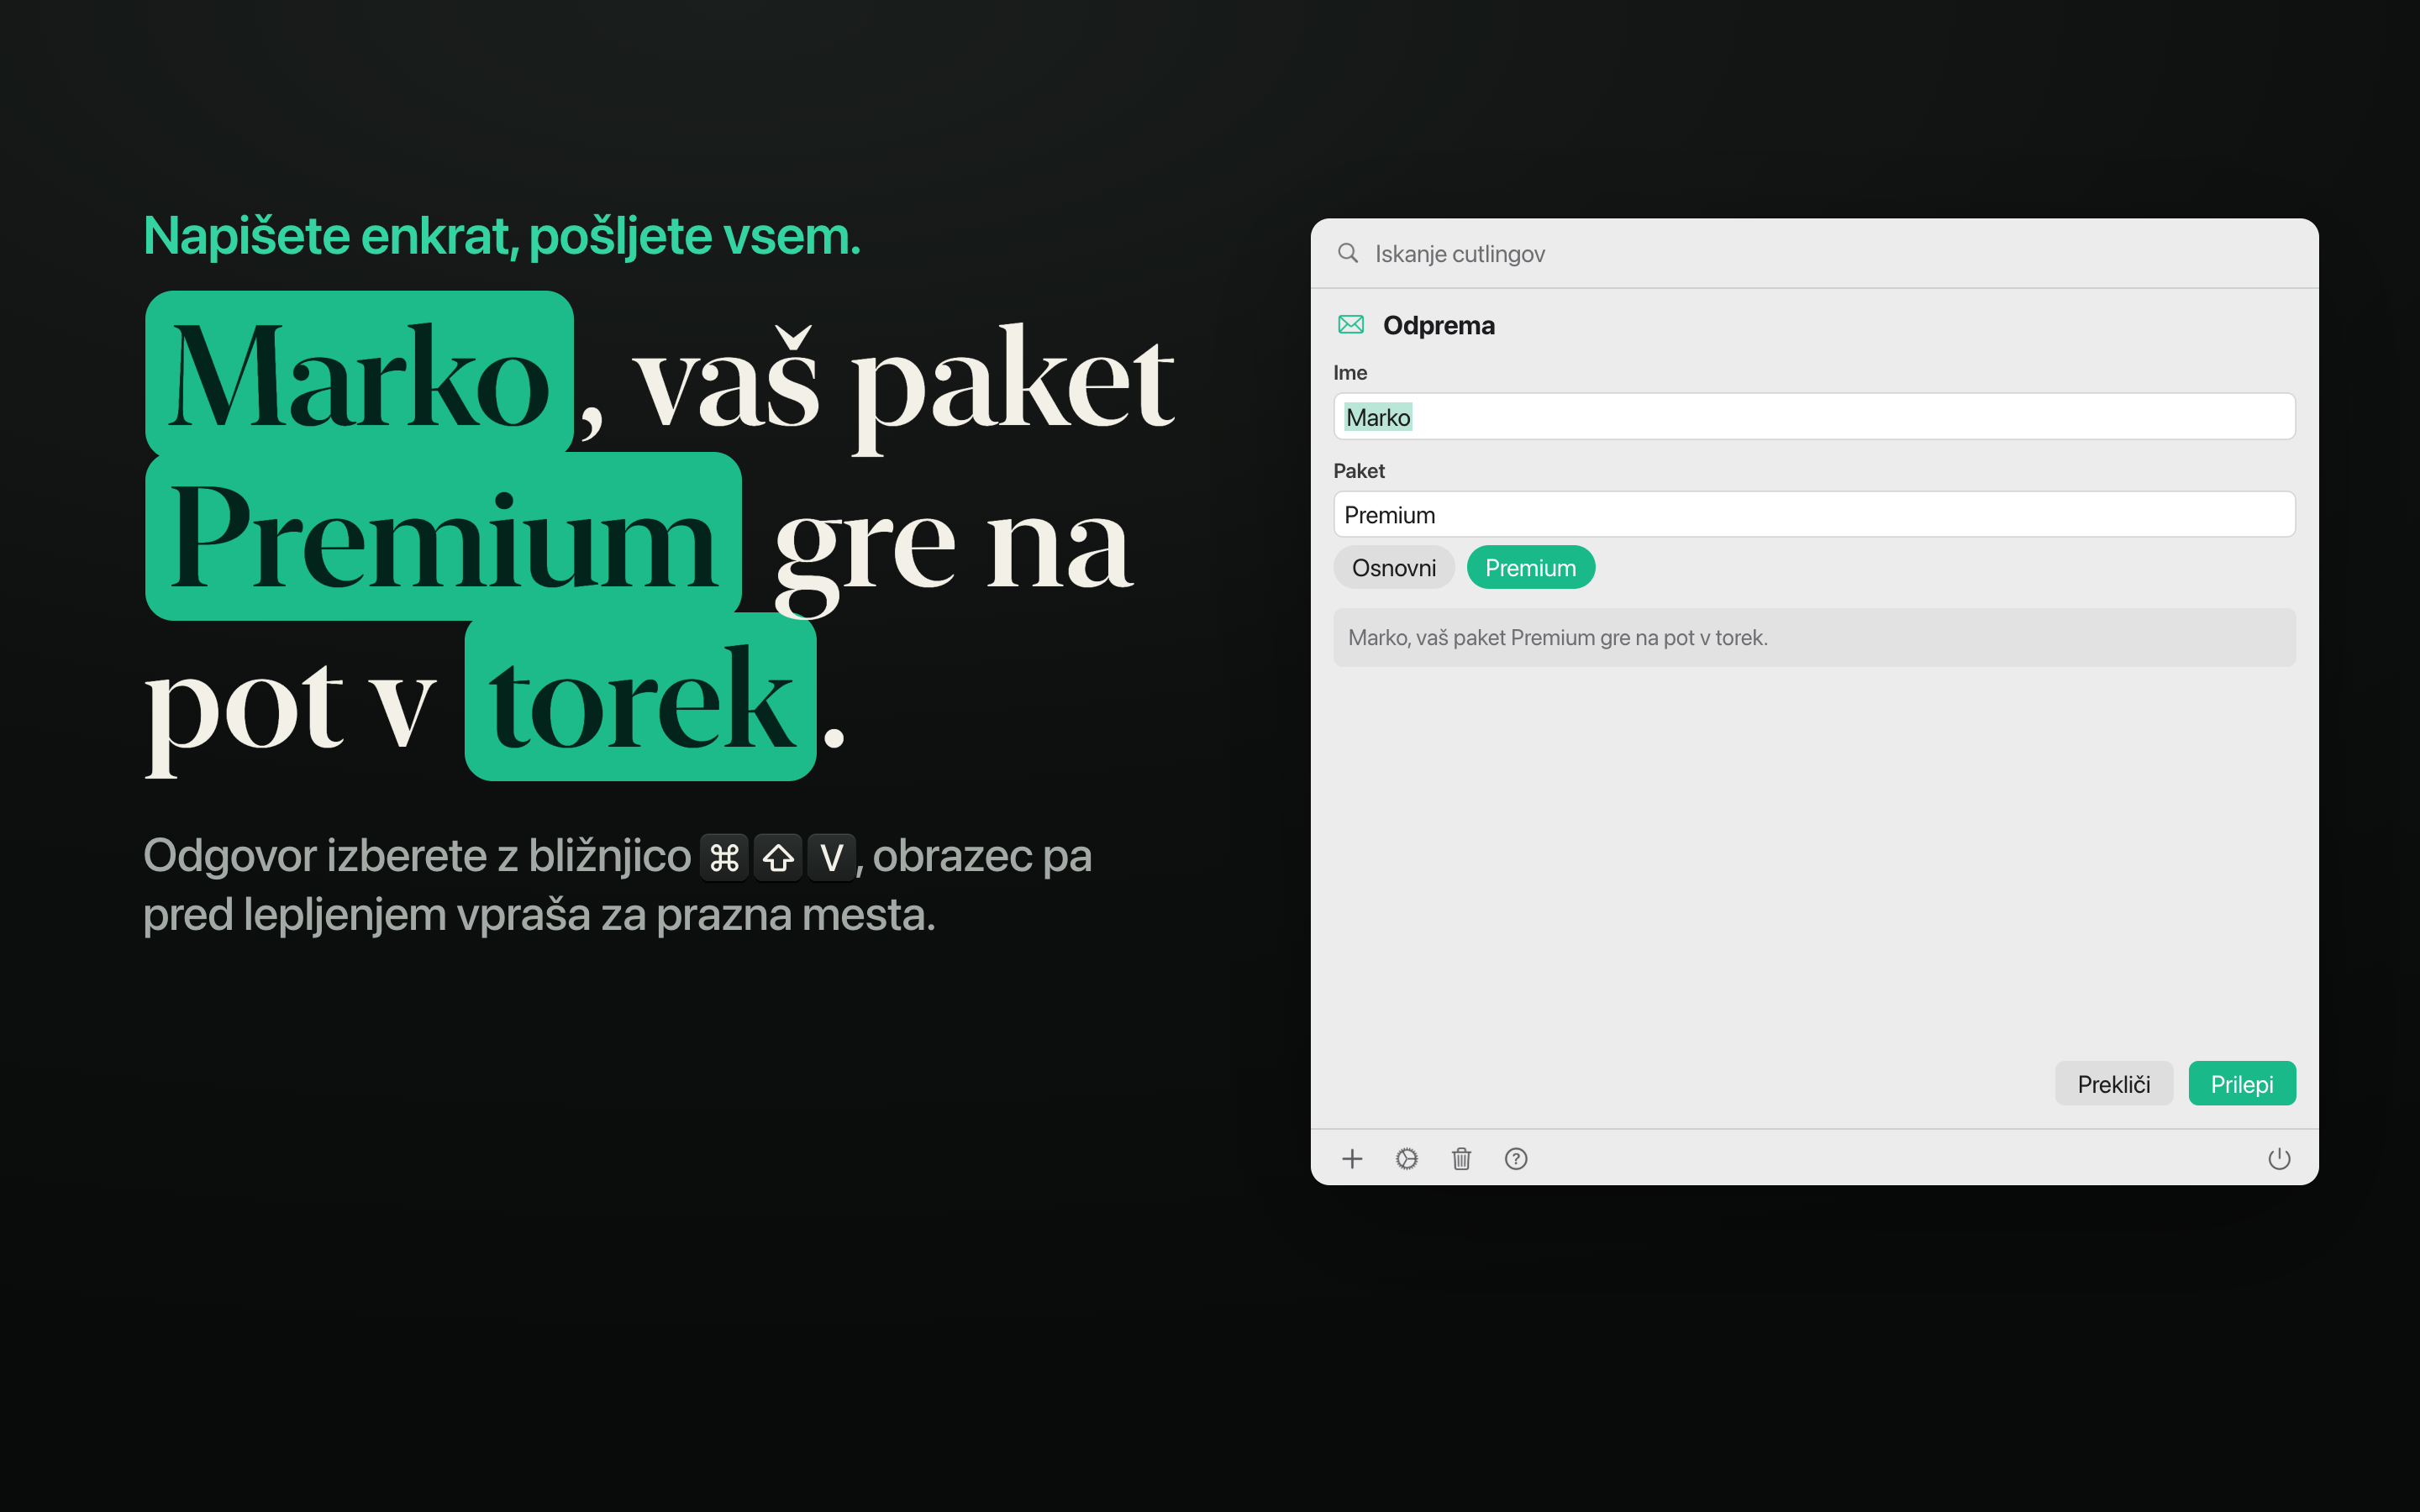 Napišete enkrat, pošljete vsem.
Marko, vaš paket
Premium gre na
pot v torek.
Odgovor izberete z bližnjico ⌘ ⇧ V, obrazec pa
pred lepljenjem vpraša za prazna mesta.
Iskanje cutlingov
Odprema
Ime
Marko
Paket
Premium
Osnovni Premium
Marko, vaš paket Premium gre na pot v torek.
Prekliči Prilepi